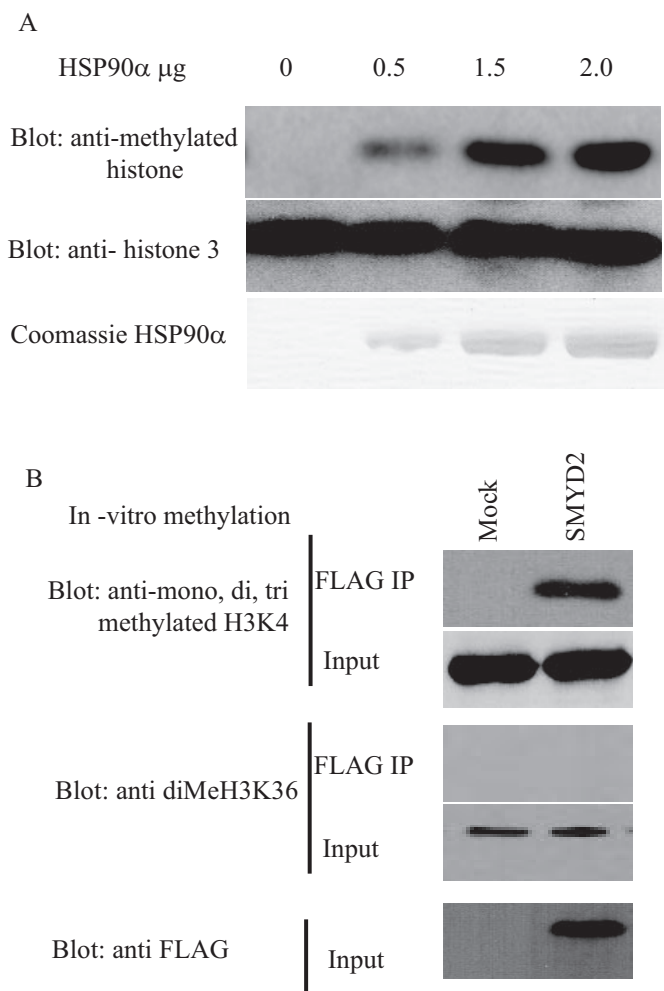 A
HSP90α μg 0 0.5 1.5 2.0
Blot: anti-methylated
histone
Blot: anti- histone 3
Coomassie HSP90α
B
In -vitro methylation
Mock
SMYD2
Blot: anti-mono, di, tri
methylated H3K4
FLAG IP
Input
Blot: anti diMeH3K36
FLAG IP
Input
Blot: anti FLAG
Input